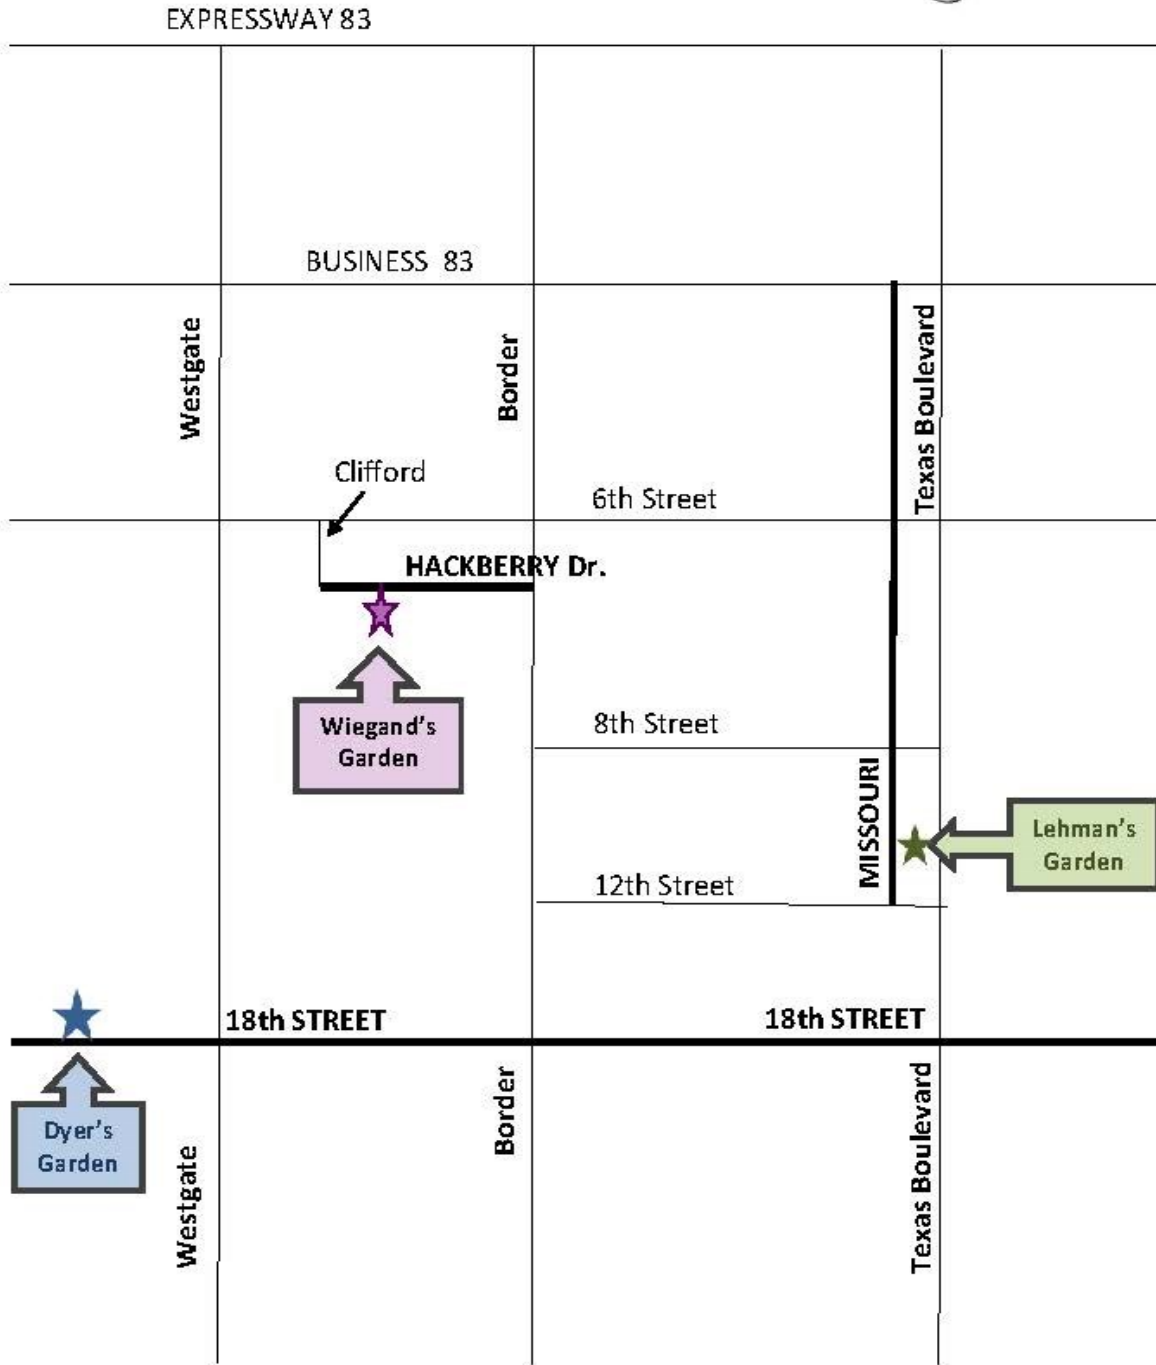 EXPRESSWAY 83
BUSINESS 83
Westgate
Border
Texas Boulevard
Clifford
6th Street
HACKBERRY Dr.
Wiegand's
Garden
8th Street
MISSOURI
Lehman's
Garden
12th Street
18th STREET
18th STREET
Dyer's
Garden
Westgate
Border
Texas Boulevard